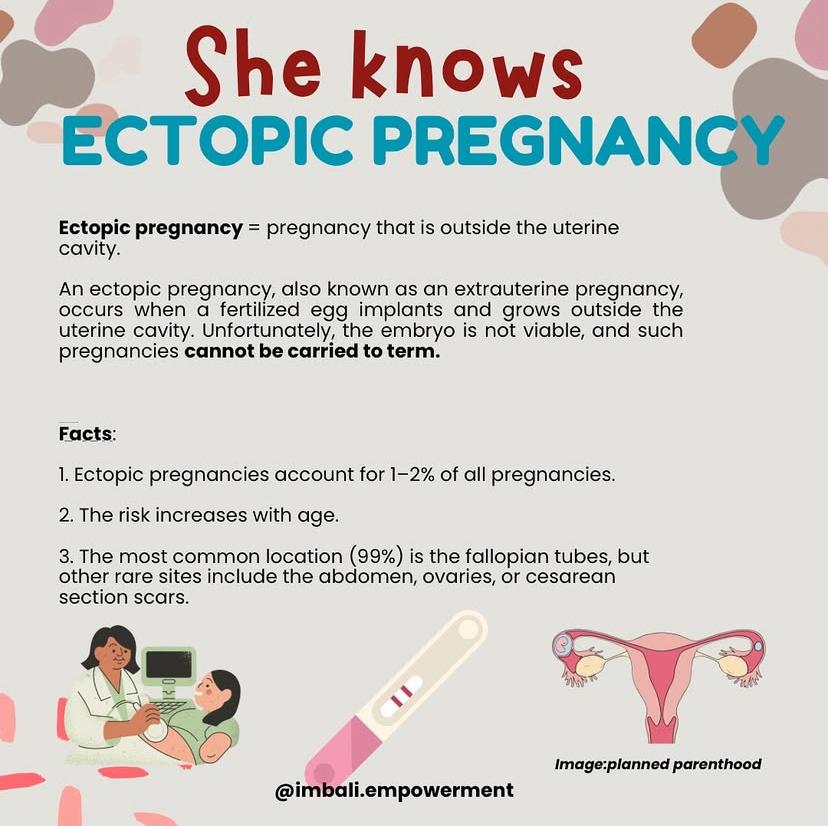 She knows
ECTOPIC PREGNANCY
Ectopic pregnancy = pregnancy that is outside the uterine
cavity.
An ectopic pregnancy, also known as an extrauterine pregnancy,
occurs when a fertilized egg implants and grows outside the
uterine cavity. Unfortunately, the embryo is not viable, and such
pregnancies cannot be carried to term.
Facts:
1. Ectopic pregnancies account for 1–2% of all pregnancies.
2. The risk increases with age.
3. The most common location (99%) is the fallopian tubes, but
other rare sites include the abdomen, ovaries, or cesarean
section scars.
Image:planned parenthood
@imbali.empowerment